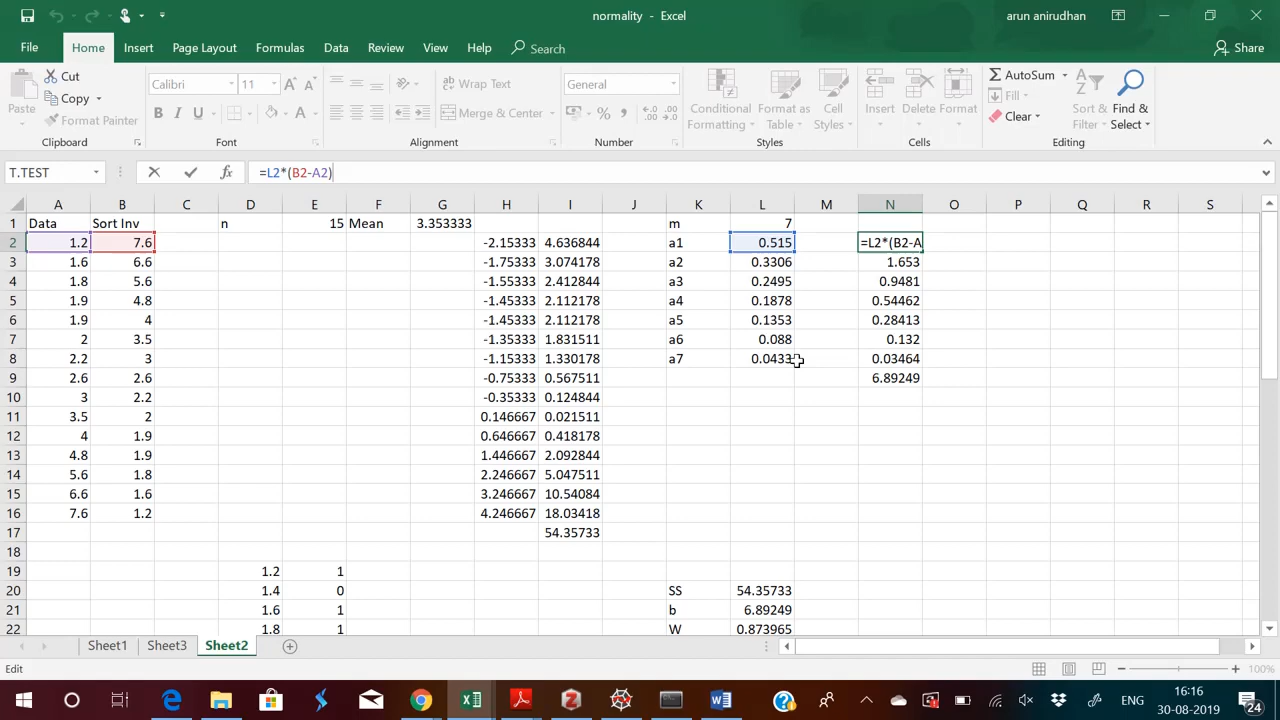 normality - Excel
arun anirudhan
File Home Insert Page Layout Formulas Data Review View Help Search Share
Paste
Cut
Copy
Format Painter
Clipboard
Calibri 11
B I U
Font
Wrap Text
Merge & Center
Alignment
General
Number
Conditional Formatting
Format as Table
Cell Styles
Styles
Insert Delete Format
Cells
AutoSum
Fill
Clear
Sort & Filter
Find & Select
Editing
T.TEST fx =L2*(B2-A2)
A B C D E F G H I J K L M N O P Q R S
1 Data Sort Inv n 15 Mean 3.353333 m 7
2 1.2 7.6 -2.15333 4.636844 a1 0.515 =L2*(B2-A
3 1.6 6.6 -1.75333 3.074178 a2 0.3306 1.653
4 1.8 5.6 -1.55333 2.412844 a3 0.2495 0.9481
5 1.9 4.8 -1.45333 2.112178 a4 0.1878 0.54462
6 1.9 4 -1.45333 2.112178 a5 0.1353 0.28413
7 2 3.5 -1.35333 1.831511 a6 0.088 0.132
8 2.2 3 -1.15333 1.330178 a7 0.0433 0.03464
9 2.6 2.6 -0.75333 0.567511 6.89249
10 3 2.2 -0.35333 0.124844
11 3.5 2 0.146667 0.021511
12 4 1.9 0.646667 0.418178
13 4.8 1.9 1.446667 2.092844
14 5.6 1.8 2.246667 5.047511
15 6.6 1.6 3.246667 10.54084
16 7.6 1.2 4.246667 18.03418
17 54.35733
18
19 1.2 1
20 1.4 0 SS 54.35733
21 1.6 1 b 6.89249
22 1.8 1 W 0.873965
Sheet1 Sheet3 Sheet2
Edit 100%
ENG 16:16
30-08-2019 24